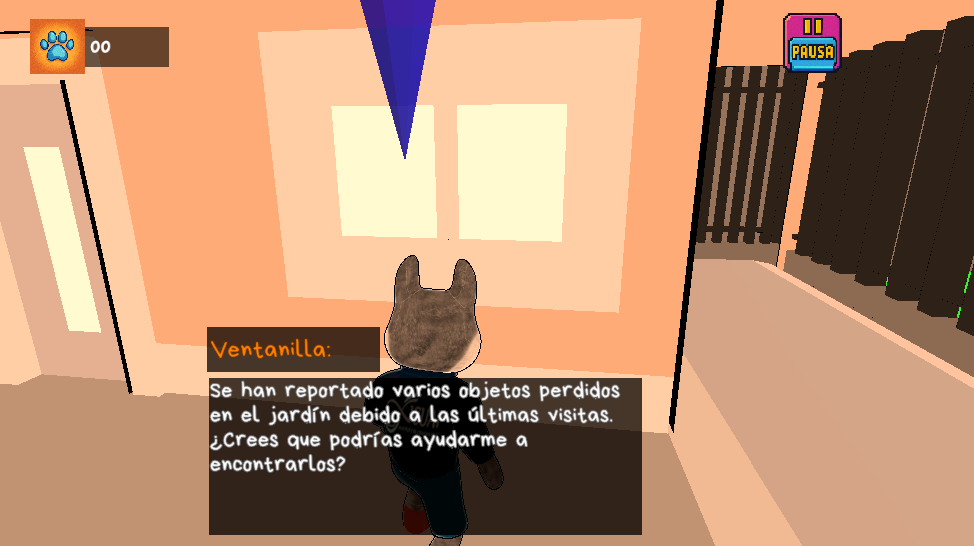 00
PAUSA
Ventanilla:
Se han reportado varios objetos perdidos
en el jardín debido a las últimas visitas.
¿Crees que podrías ayudarme a
encontrarlos?